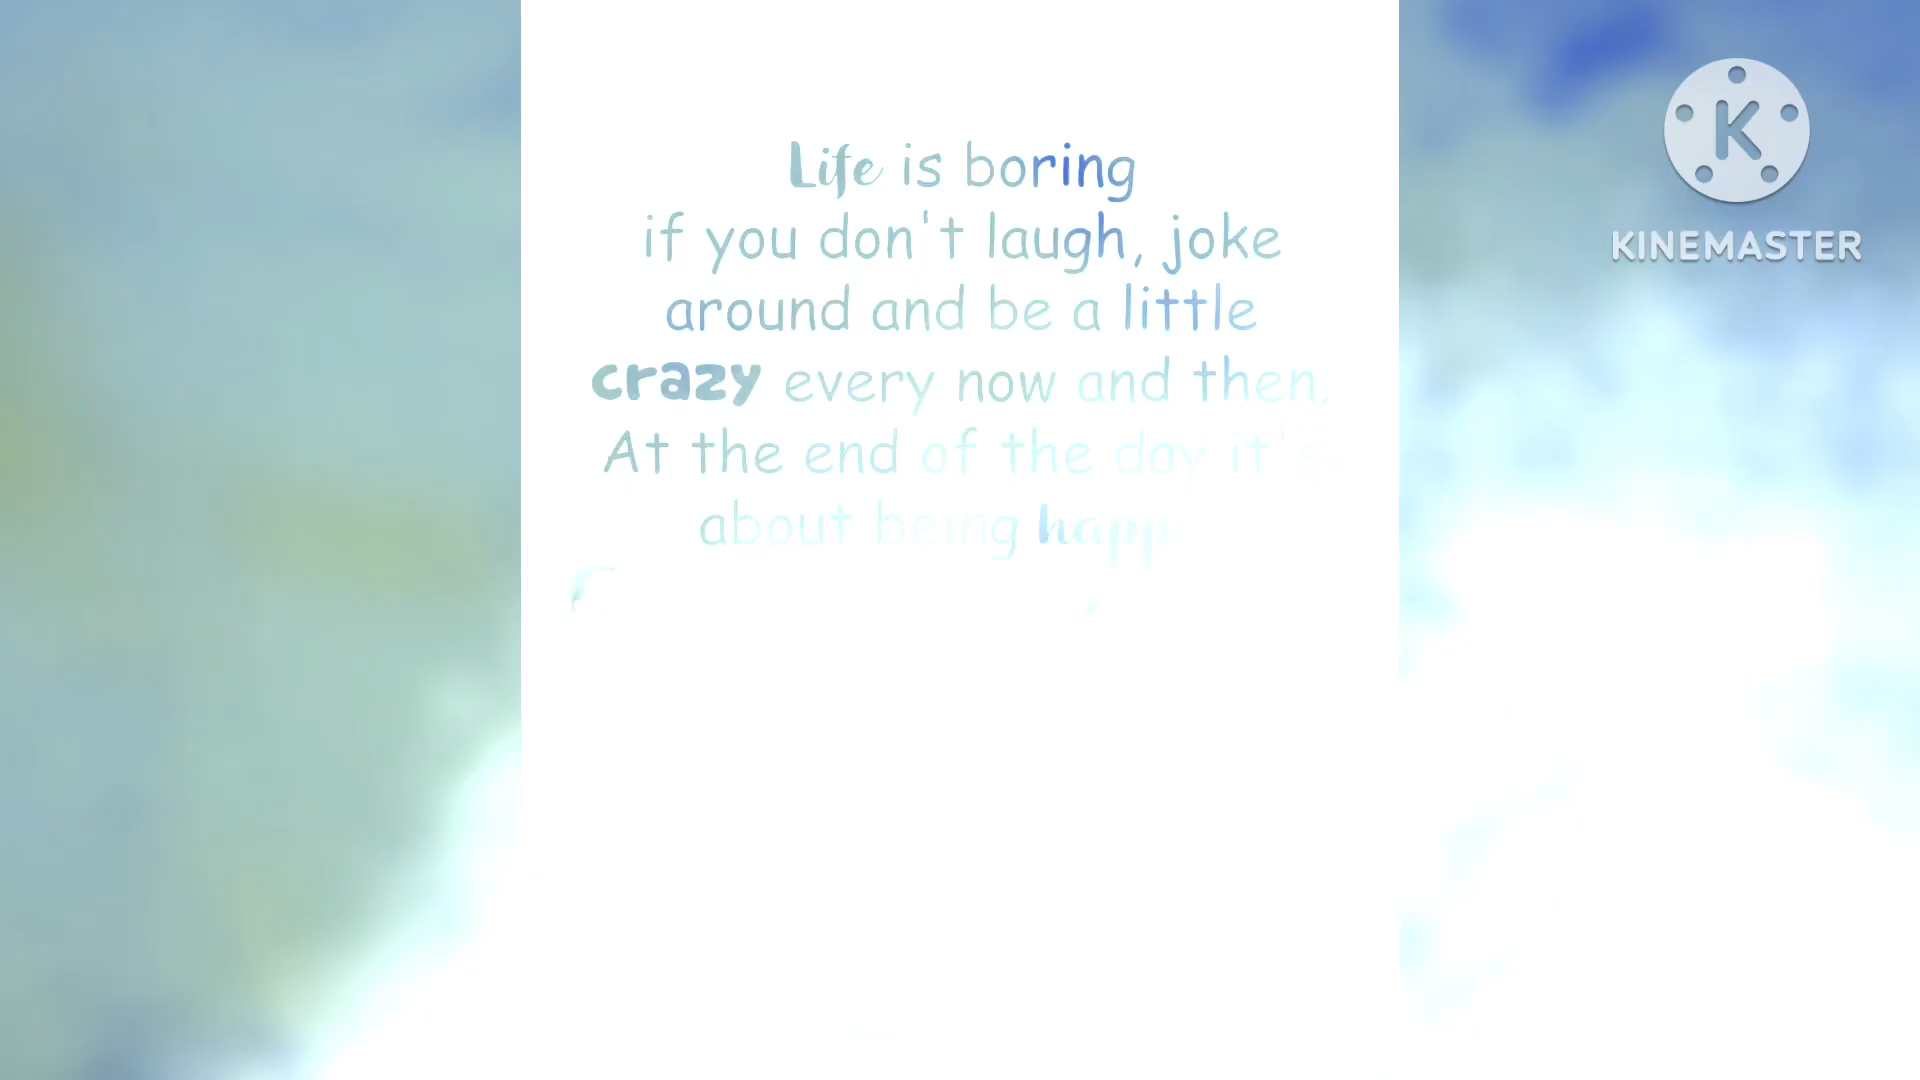 Life is boring
if you don't laugh, joke
around and be a little
crazy every now and then.
At the end of the day it's
about being
K
KINEMASTER